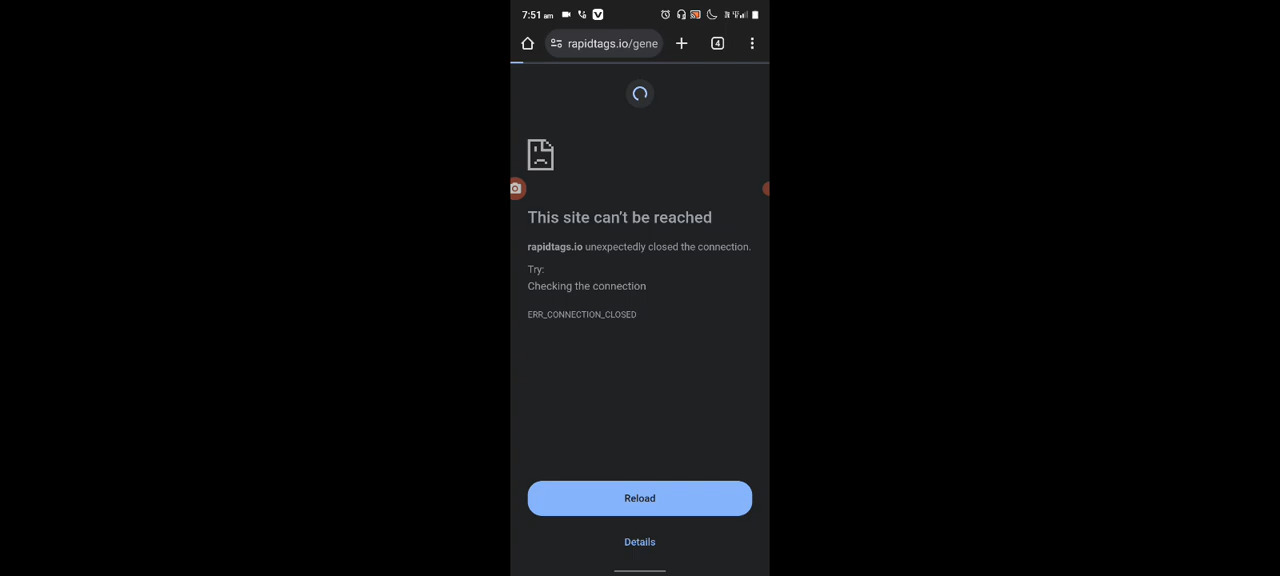 7:51 am
rapidtags.io/gene
4
This site can't be reached
rapidtags.io unexpectedly closed the connection.
Try:
Checking the connection
ERR_CONNECTION_CLOSED
Reload
Details